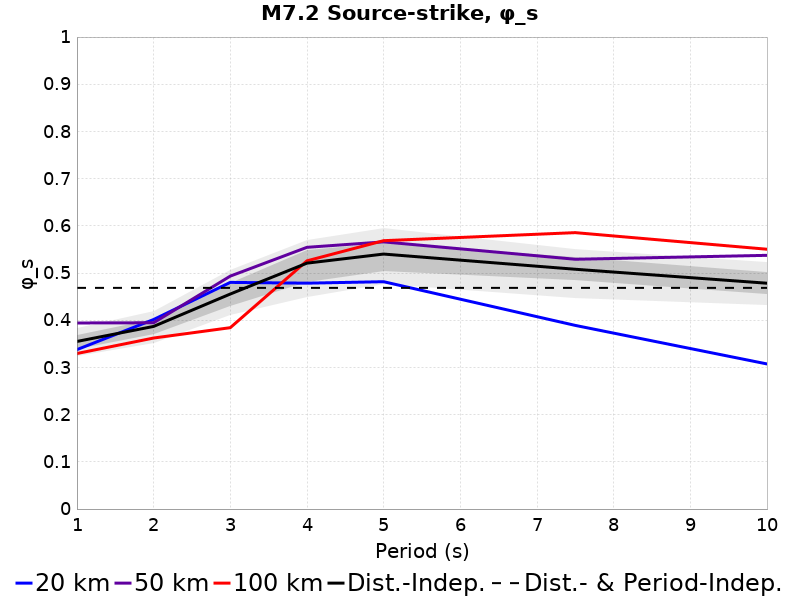 M7.2 Source-strike, φ_s
1
0.9
0.8
0.7
0.6
0.5
0.4
0.3
0.2
0.1
0
φ_s
1 2 3 4 5 6 7 8 9 10
Period (s)
20 km 50 km 100 km Dist.-Indep. Dist.- & Period-Indep.